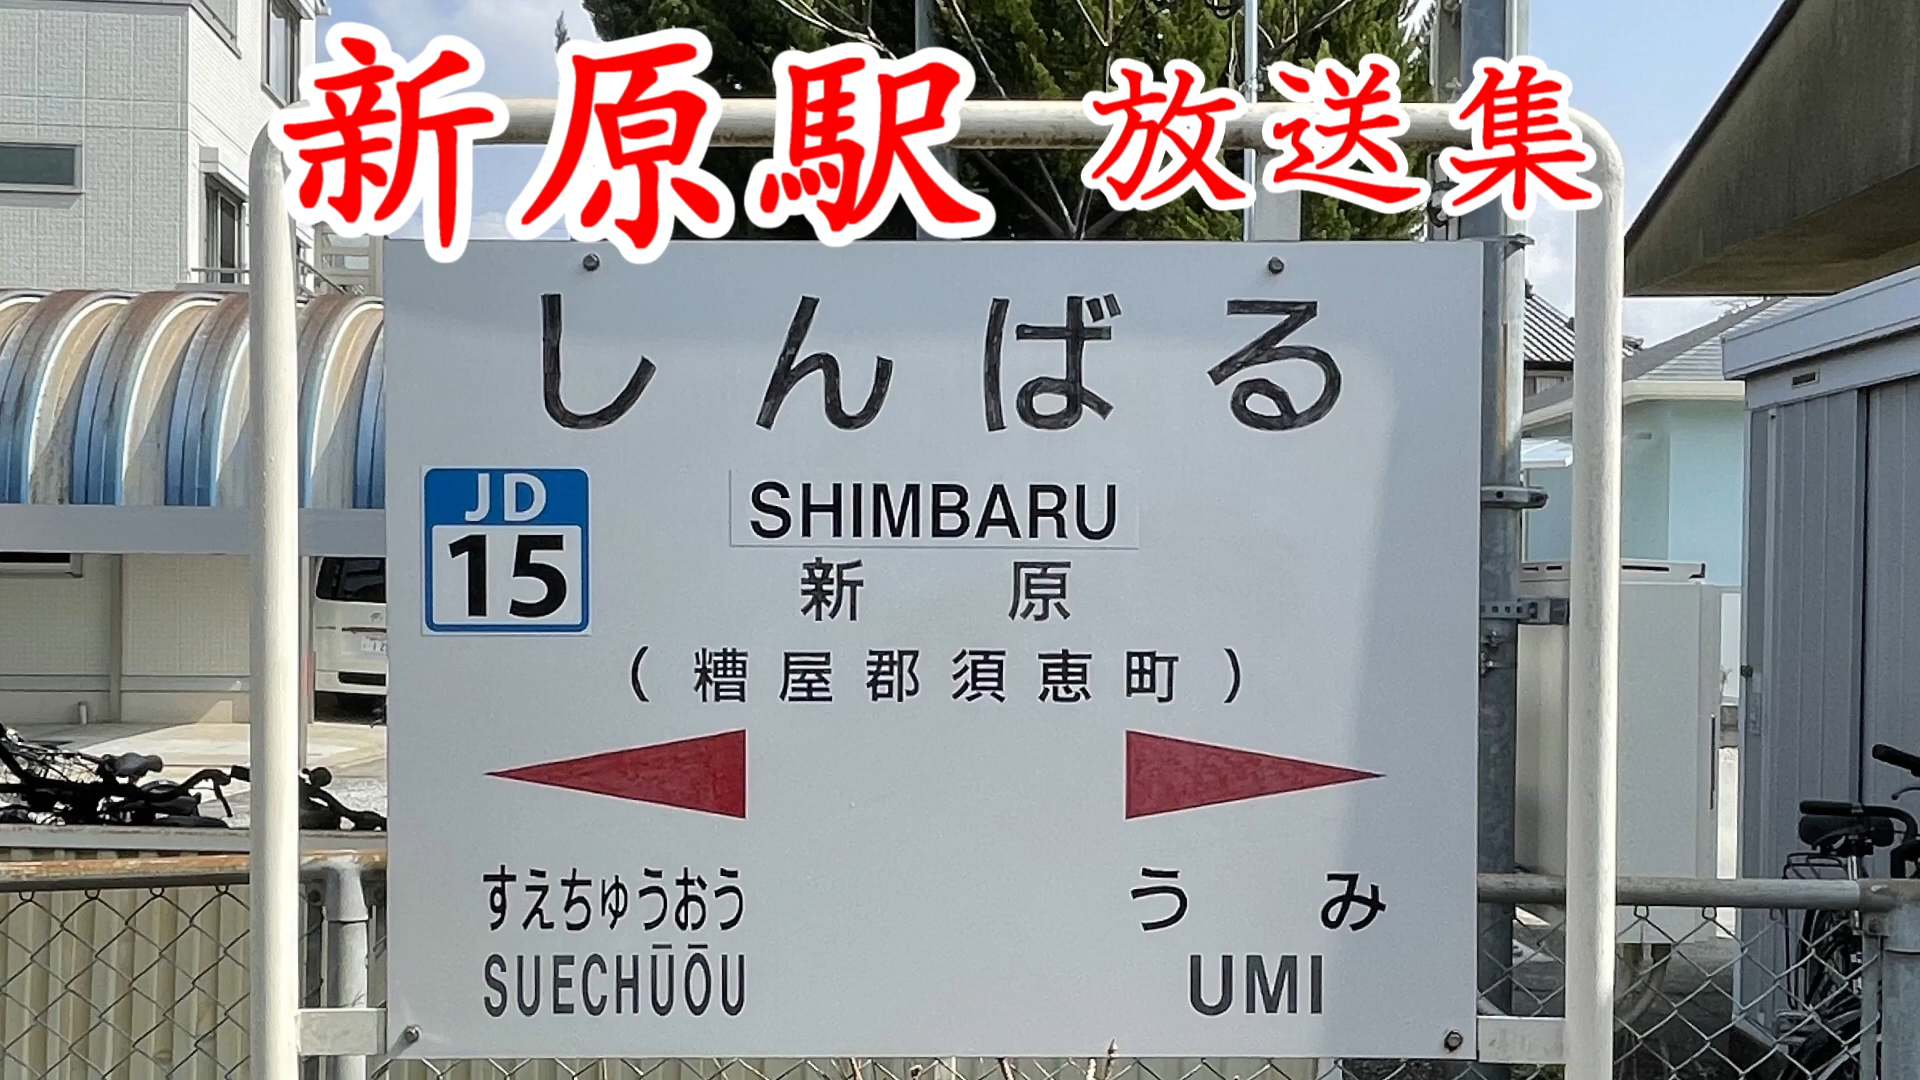 新原駅 放送集
しんばる
JD
15
SHIMBARU
新原
(糟屋郡須恵町)
すえちゅうおう
うみ
SUECHŪŌU
UMI